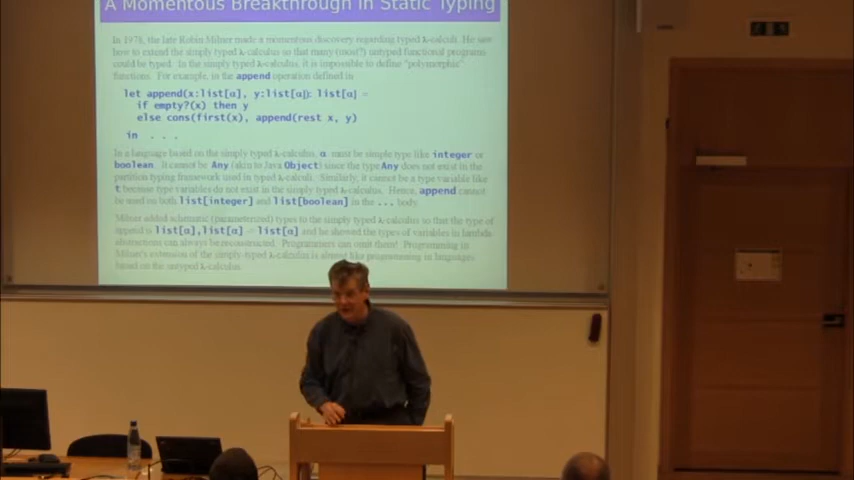 A Momentous Breakthrough in Static Typing
In 1978, the late Robin Milner made a momentous discovery regarding typed λ-calculi. He saw
how to extend the simply typed λ-calculus so that many (most?) untyped functional programs
could be typed. In the simply typed λ-calculus, it is impossible to define "polymorphic"
functions. For example, in the append operation defined in
let append(x:list[α], y:list[α]): list[α] =
if empty?(x) then y
else cons(first(x), append(rest x, y)
in . . .
In a language based on the simply typed λ-calculus, α must be simple type like integer or
boolean. it cannot be Any (akin to Java Object) since the type Any does not exist in the
partition typing framework used in typed λ-calculi. Similarly, it cannot be a type variable like
t because type variables do not exist in the simply typed λ-calculus. Hence, append cannot
be used on both list[integer] and list[boolean] in the ... body.
Milner added schematic (parameterized) types to the simply typed λ-calculus so that the type of
append is list[α],list[α] → list[α] and he showed the types of variables in lambda
abstractions can always be reconstructed. Programmers can omit them! Programming in
Milner's extension of the simply-typed λ-calculus is almost like programming in languages
based on the untyped λ-calculus.